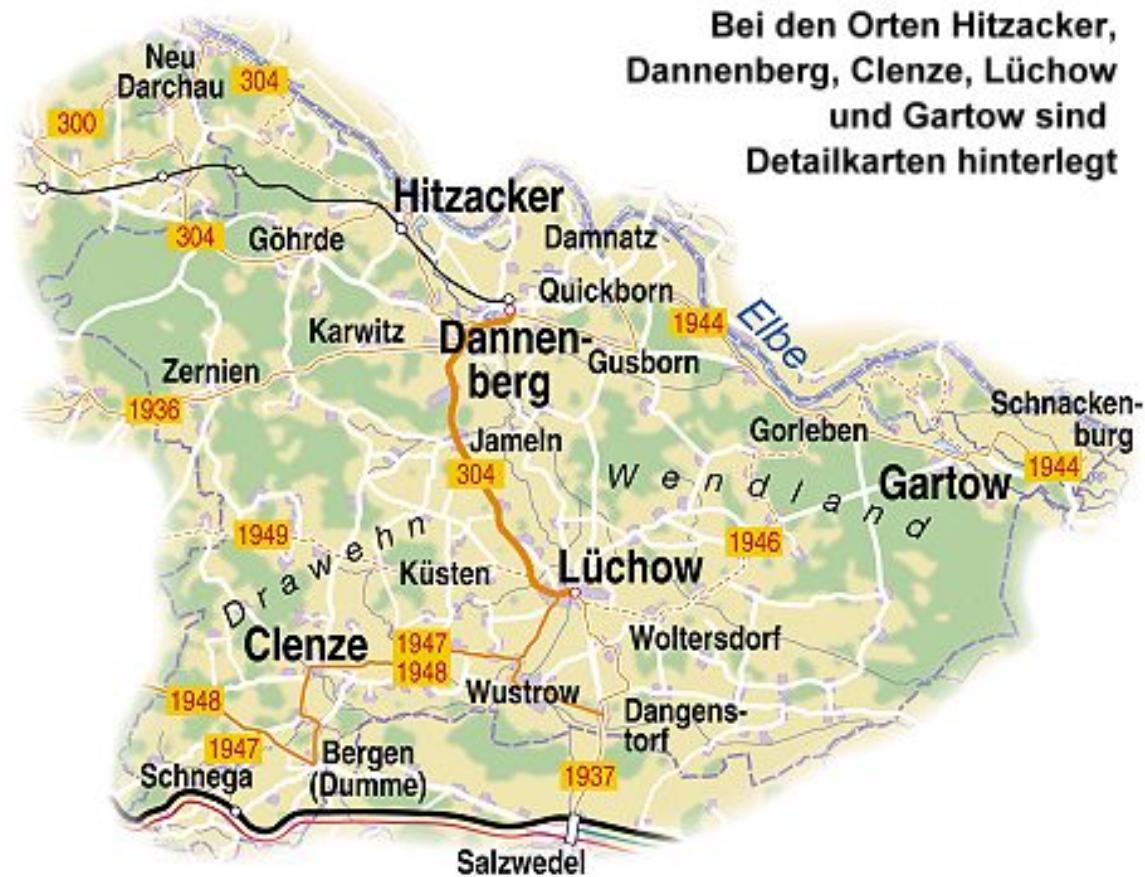 Bei den Orten Hitzacker,
Dannenberg, Clenze, Lüchow
und Gartow sind
Detailkarten hinterlegt
Neu
Darchau
304
300
Hitzacker
304
Göhrde
Damnatz
Quickborn
1944
Elbe
Karwitz
Dannen-
berg
Gusborn
Zernien
1936
Schnacken-
burg
Gorleben
Jameln
1944
304
Wendland
Gartow
1949
Drawehn
1946
Küsten
Lüchow
Clenze
1947
1948
Woltersdorf
1948
Wustrow
Dangens-
torf
1947
Bergen
(Dumme)
Schnega
1937
Salzwedel